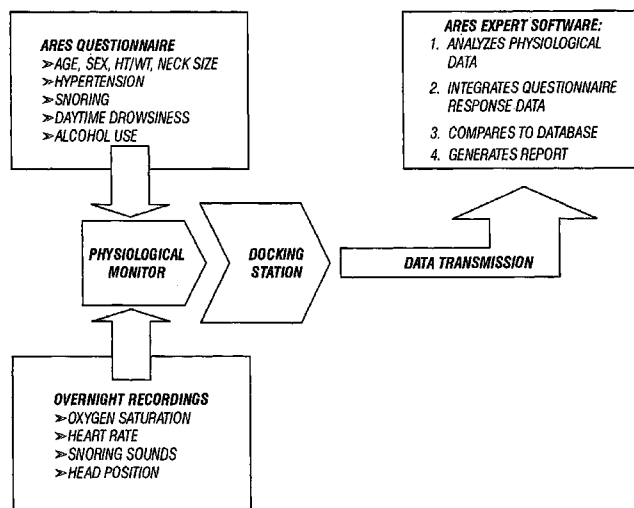 ARES QUESTIONNAIRE
➢AGE, SEX, HT/WT, NECK SIZE
➢HYPERTENSION
➢SNORING
➢DAYTIME DROWSINESS
➢ALCOHOL USE
ARES EXPERT SOFTWARE:
1. ANALYZES PHYSIOLOGICAL
DATA
2. INTEGRATES QUESTIONNAIRE
RESPONSE DATA
3. COMPARES TO DATABASE
4. GENERATES REPORT
PHYSIOLOGICAL
MONITOR
DOCKING
STATION
DATA TRANSMISSION
OVERNIGHT RECORDINGS
➢OXYGEN SATURATION
➢HEART RATE
➢SNORING SOUNDS
➢HEAD POSITION